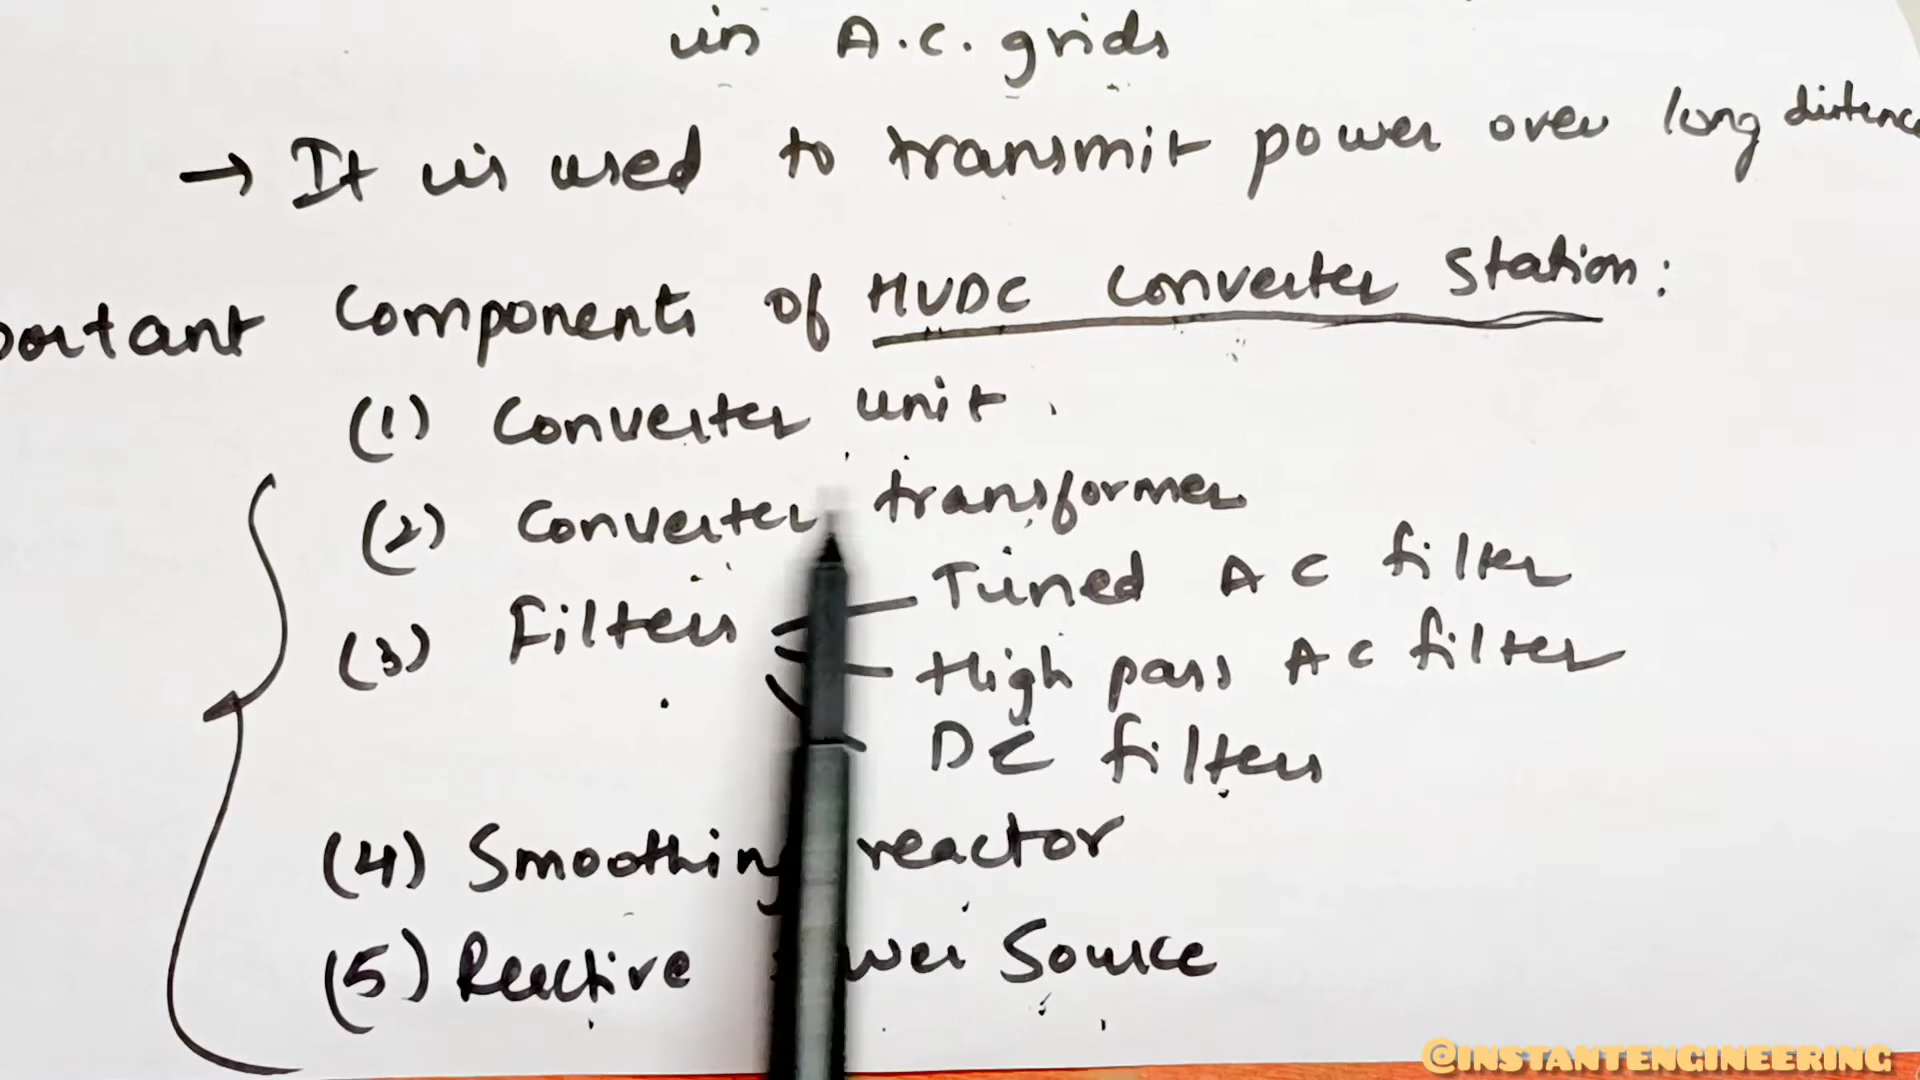 in A.C. grids
→ It is used to transmit power over long distance
portant Components of HVDC Converter Station:
(1) Converter unit.
(2) Converter transformer
(3) Filters
Tuned AC filter
High pass AC filter
DC filters
(4) Smoothing reactor
(5) Reactive Source
@INSTANTENGINEERING